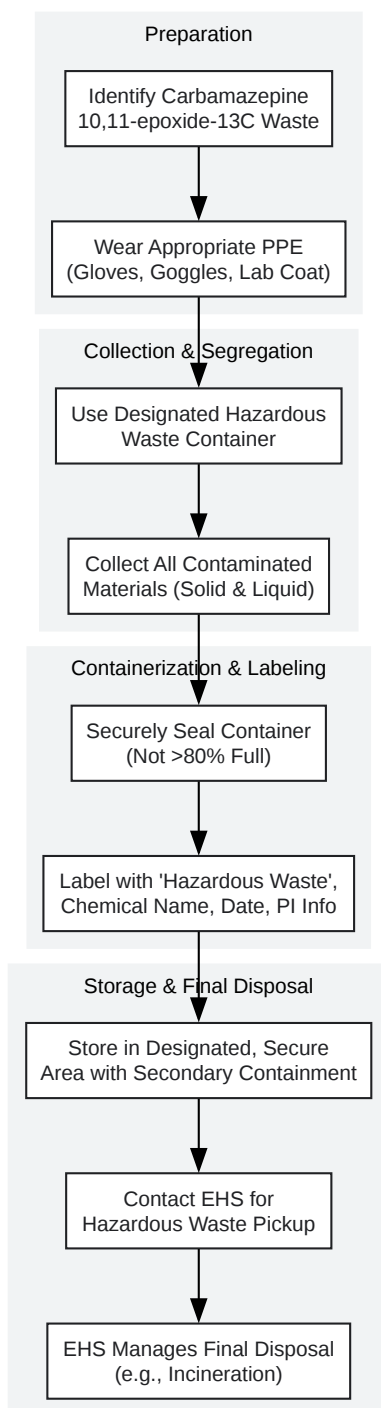 Preparation
Identify Carbamazepine
10,11-epoxide-13C Waste
Wear Appropriate PPE
(Gloves, Goggles, Lab Coat)
Collection & Segregation
Use Designated Hazardous
Waste Container
Collect All Contaminated
Materials (Solid & Liquid)
Containerization & Labeling
Securely Seal Container
(Not >80% Full)
Label with 'Hazardous Waste',
Chemical Name, Date, PI Info
Storage & Final Disposal
Store in Designated, Secure
Area with Secondary Containment
Contact EHS for
Hazardous Waste Pickup
EHS Manages Final Disposal
(e.g., Incineration)